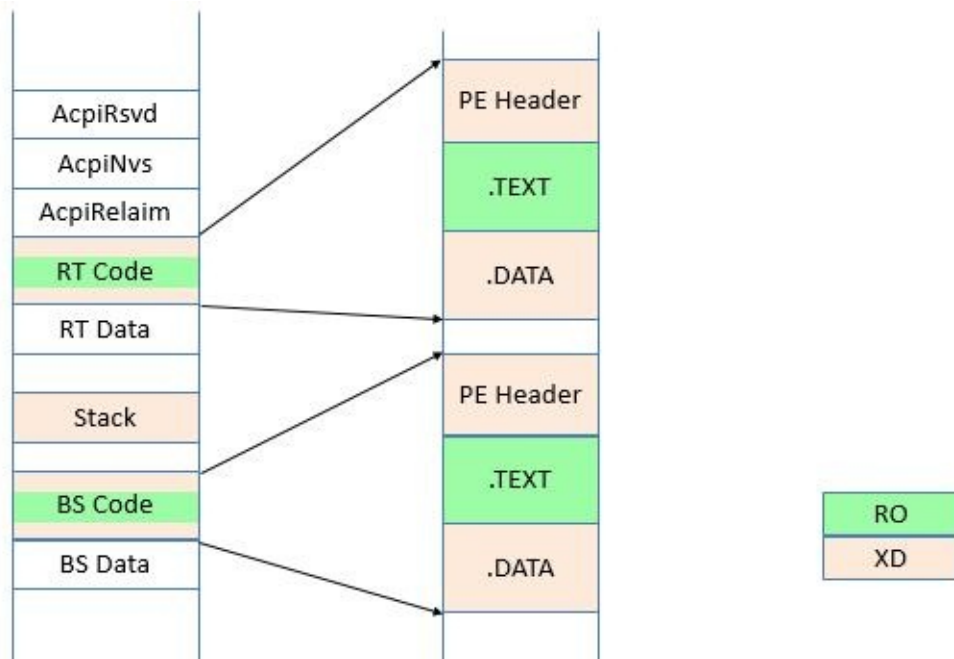 AcpiRsvd
AcpiNvs
AcpiRelaim
RT Code
RT Data
Stack
BS Code
BS Data
PE Header
.TEXT
.DATA
PE Header
.TEXT
.DATA
RO
XD